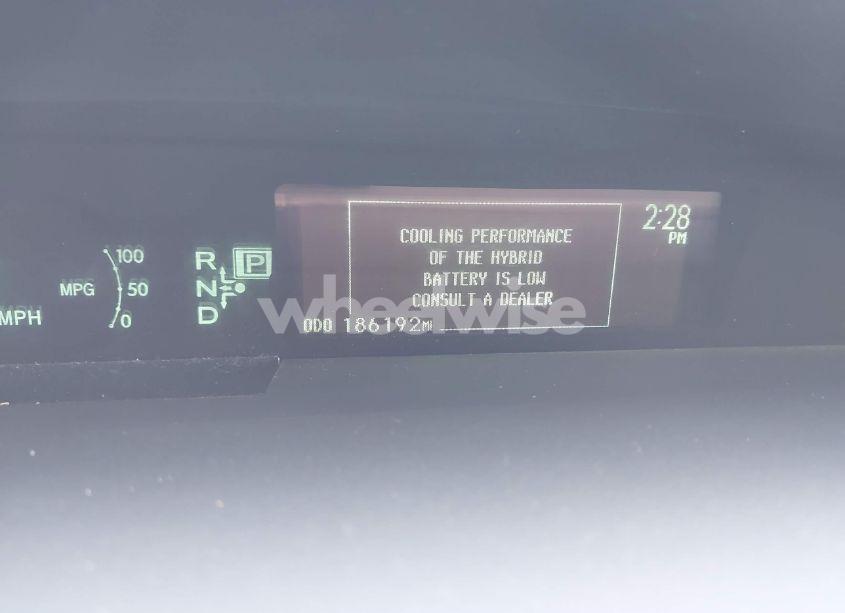 2:28
PM
COOLING PERFORMANCE
OF THE HYBRID
BATTERY IS LOW
CONSULT A DEALER
ODO 186192MI
100
MPG 50
0
MPH
R P
N
D
wheelwise